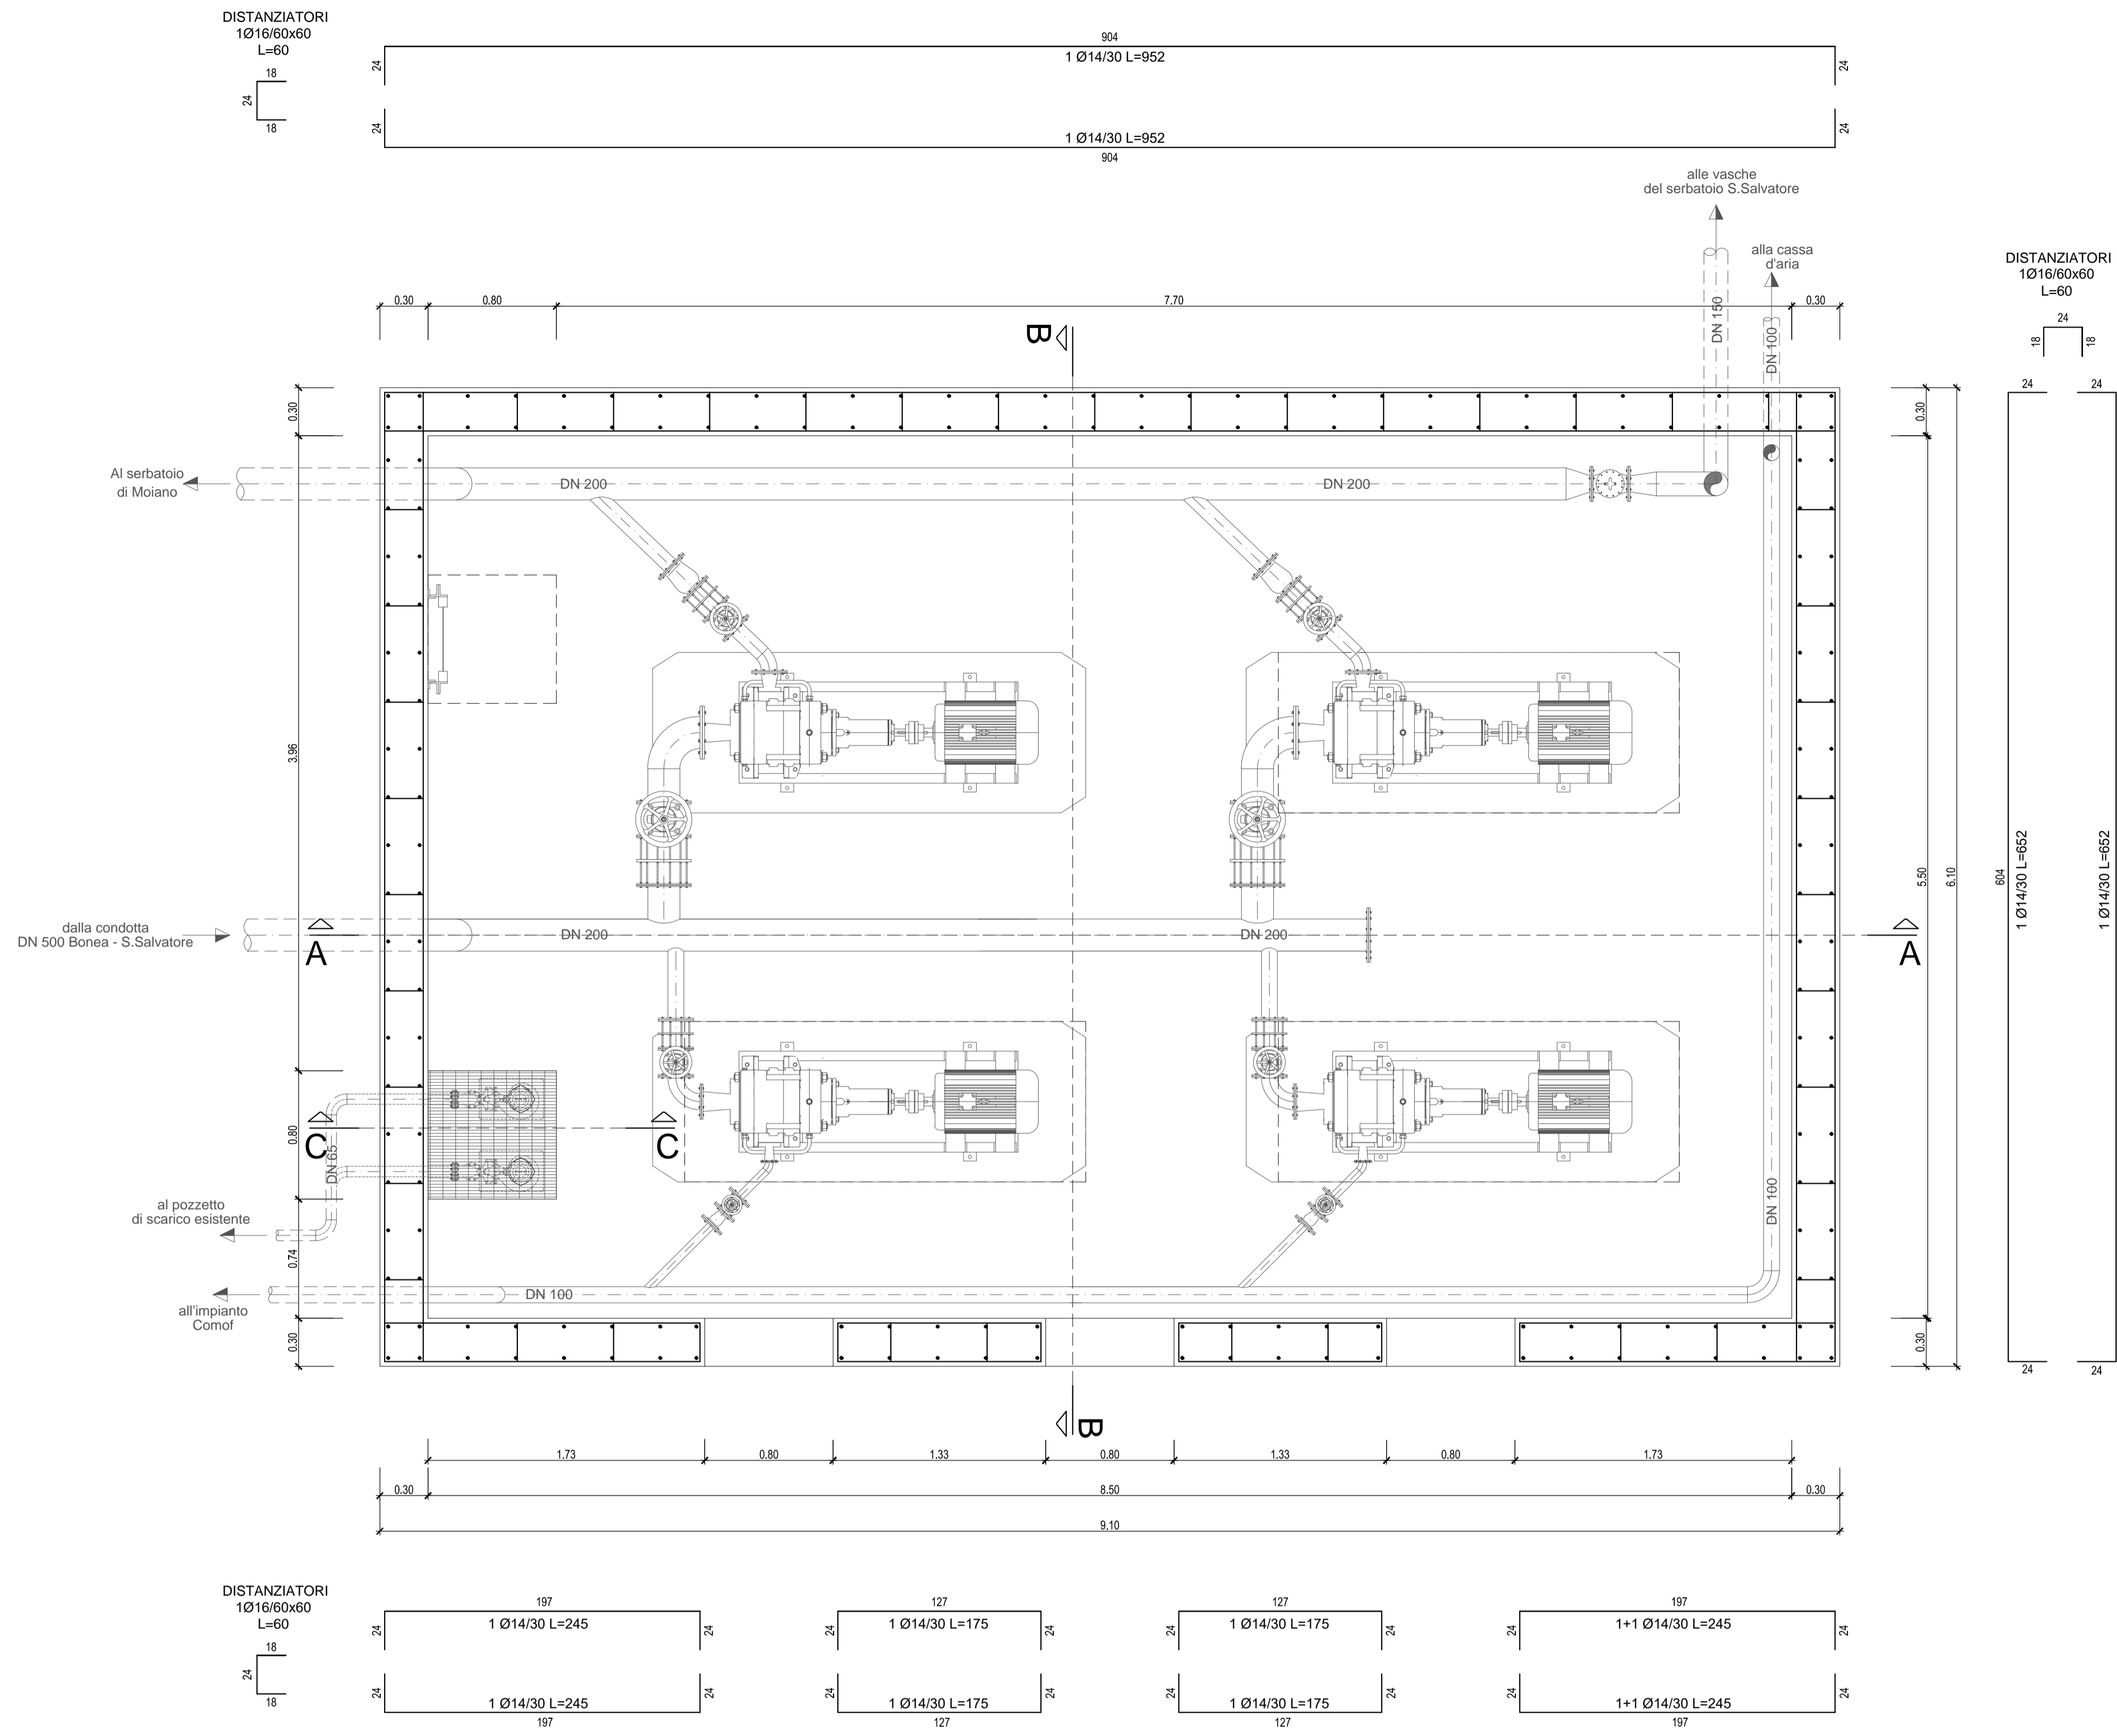 DISTANZIATORI
1Ø16/60x60
L=60
18
24
18
904
24
1 Ø14/30 L=952
24
24
1 Ø14/30 L=952
24
904
alle vasche
del serbatoio S.Salvatore
alla cassa
d'aria
DISTANZIATORI
1Ø16/60x60
L=60
24
18
18
0.30
0.80
7.70
0.30
B
DN 150
DN 100
24
24
0.30
0.30
Al serbatoio
di Moiano
DN 200
DN 200
3.96
5.50
6.10
604
1 Ø14/30 L=652
1 Ø14/30 L=652
dalla condotta
DN 500 Bonea - S.Salvatore
A
DN 200
DN 200
A
0.80
C
C
DN 65
al pozzetto
di scarico esistente
DN 100
0.74
all'impianto
Comof
DN 100
0.30
0.30
24
24
B
1.73
0.80
1.33
0.80
1.33
0.80
1.73
0.30
8.50
0.30
9.10
DISTANZIATORI
1Ø16/60x60
L=60
18
24
18
197
127
127
197
24
1 Ø14/30 L=245
24
24
1 Ø14/30 L=175
24
24
1 Ø14/30 L=175
24
24
1+1 Ø14/30 L=245
24
24
1 Ø14/30 L=245
24
24
1 Ø14/30 L=175
24
24
1 Ø14/30 L=175
24
24
1+1 Ø14/30 L=245
24
197
127
127
197